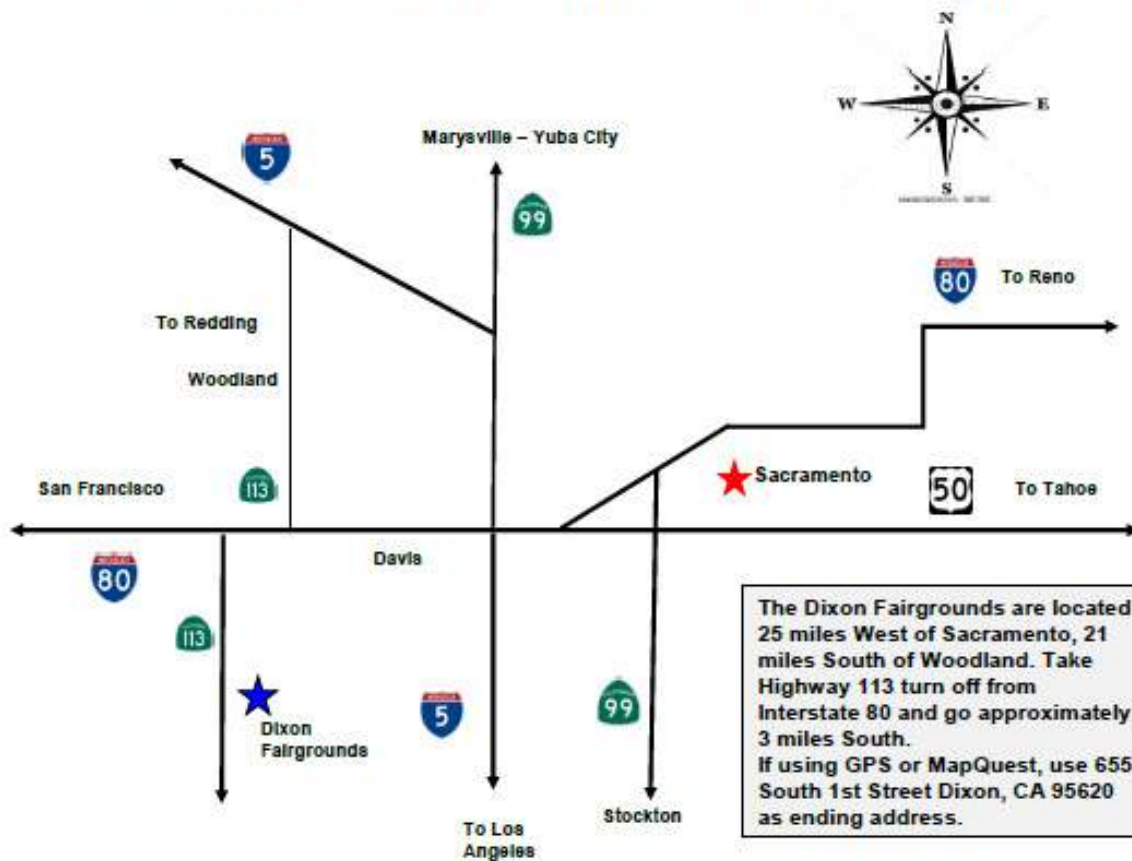 N
W
E
S
Marysville – Yuba City
5
99
80
To Reno
To Redding
Woodland
San Francisco
113
Sacramento
50
To Tahoe
Davis
80
113
Dixon
Fairgrounds
5
99
To Los
Angeles
Stockton
The Dixon Fairgrounds are located
25 miles West of Sacramento, 21
miles South of Woodland. Take
Highway 113 turn off from
Interstate 80 and go approximately
3 miles South.
If using GPS or MapQuest, use 655
South 1st Street Dixon, CA 95620
as ending address.